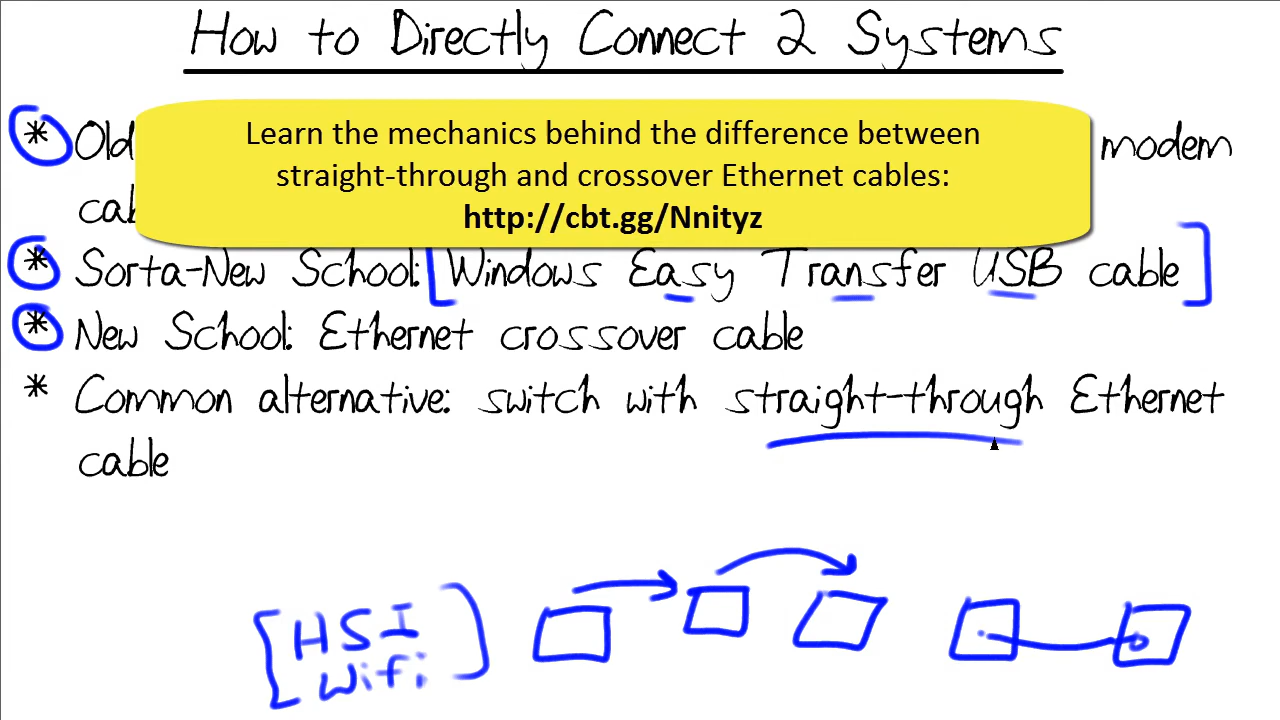 How to Directly Connect 2 Systems
Learn the mechanics behind the difference between
straight-through and crossover Ethernet cables:
http://cbt.gg/Nnityz
* Old modem
cab
* Sorta-New School: [Windows Easy Transfer USB cable]
* New School: Ethernet crossover cable
* Common alternative: switch with straight-through Ethernet
cable
[HSI
Wifi]